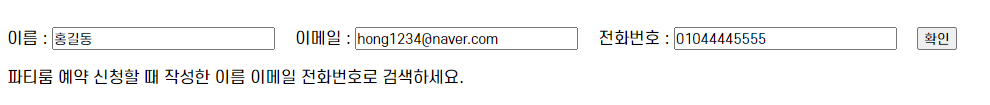 이름 : 홍길동 이메일 : hong1234@naver.com 전화번호 : 01044445555 확인
파티룸 예약 신청할 때 작성한 이름 이메일 전화번호로 검색하세요.